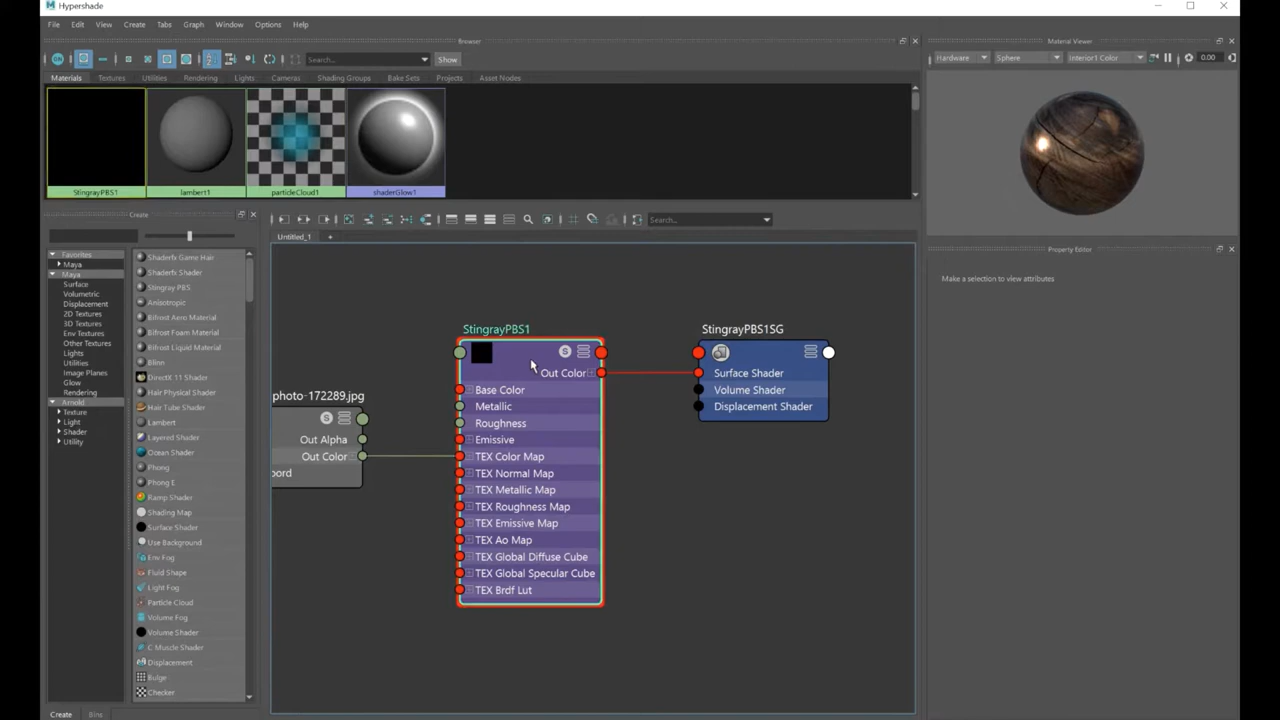 Hypershade
File Edit View Create Tabs Graph Window Options Help
Browser
Search... Show
Materials Textures Utilities Rendering Lights Cameras Shading Groups Bake Sets Projects Asset Nodes
StingrayPBS1 lambert1 particleCloud1 shaderGlow1
Create
Favorites
Maya
Maya
Surface
Volumetric
Displacement
2D Textures
3D Textures
Env Textures
Other Textures
Lights
Utilities
Image Planes
Glow
Rendering
Arnold
Texture
Light
Shader
Utility
Shaderfx Game Hair
Shaderfx Shader
Stingray PBS
Anisotropic
Bifrost Aero Material
Bifrost Foam Material
Bifrost Liquid Material
Blinn
DirectX 11 Shader
Hair Physical Shader
Hair Tube Shader
Lambert
Layered Shader
Ocean Shader
Phong
Phong E
Ramp Shader
Shading Map
Surface Shader
Use Background
Env Fog
Fluid Shape
Light Fog
Particle Cloud
Volume Fog
Volume Shader
C Muscle Shader
Displacement
Bulge
Checker
Create Bins
Search...
Untitled_1 +
photo-172289.jpg
Out Alpha
Out Color
oord
StingrayPBS1
S
Out Color
Base Color
Metallic
Roughness
Emissive
TEX Color Map
TEX Normal Map
TEX Metallic Map
TEX Roughness Map
TEX Emissive Map
TEX Ao Map
TEX Global Diffuse Cube
TEX Global Specular Cube
TEX Brdf Lut
StingrayPBS1SG
Surface Shader
Volume Shader
Displacement Shader
Material Viewer
Hardware Sphere Interior1 Color 0.00
Property Editor
Make a selection to view attributes